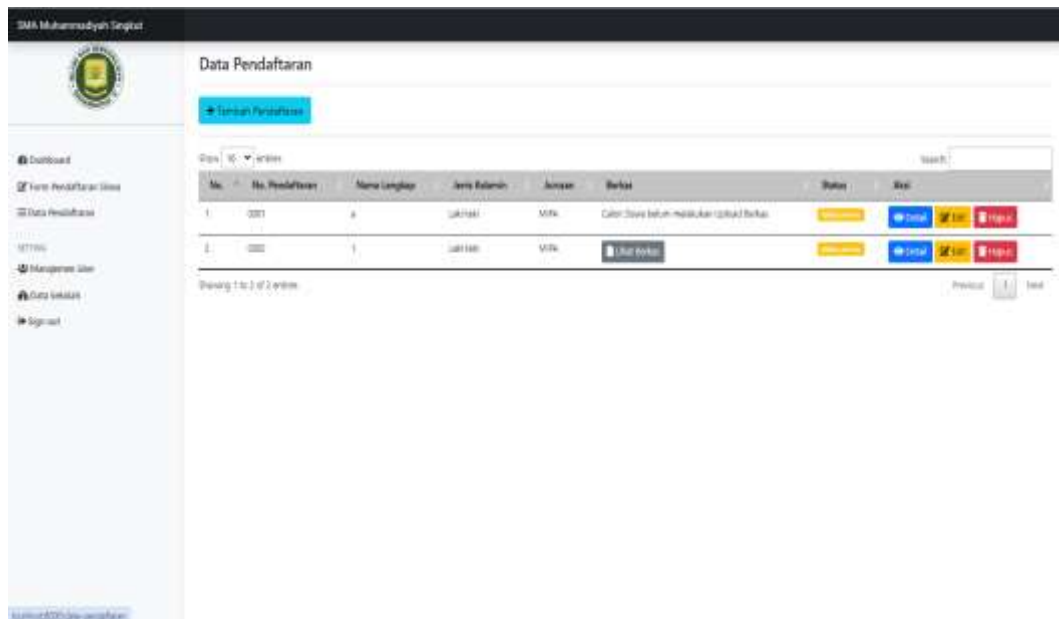 SMA Muhammadiyah Singkut
Data Pendaftaran
Tambah Pendaftaran
Dashboard
Form Pendaftaran Siswa
Data Pendaftaran
SETTING
Manajemen User
Data Sekolah
Sign out
Show 10 entries
Search:
No. No. Pendaftaran Nama Lengkap Jenis Kelamin Jurusan Berkas Status Aksi
1 0001 a Laki-laki MIPA Calon Siswa belum melakukan Upload Berkas Detail Edit Hapus
2 0002 Laki-laki MIPA Lihat Berkas Detail Edit Hapus
Showing 1 to 2 of 2 entries
Previous 1 Next